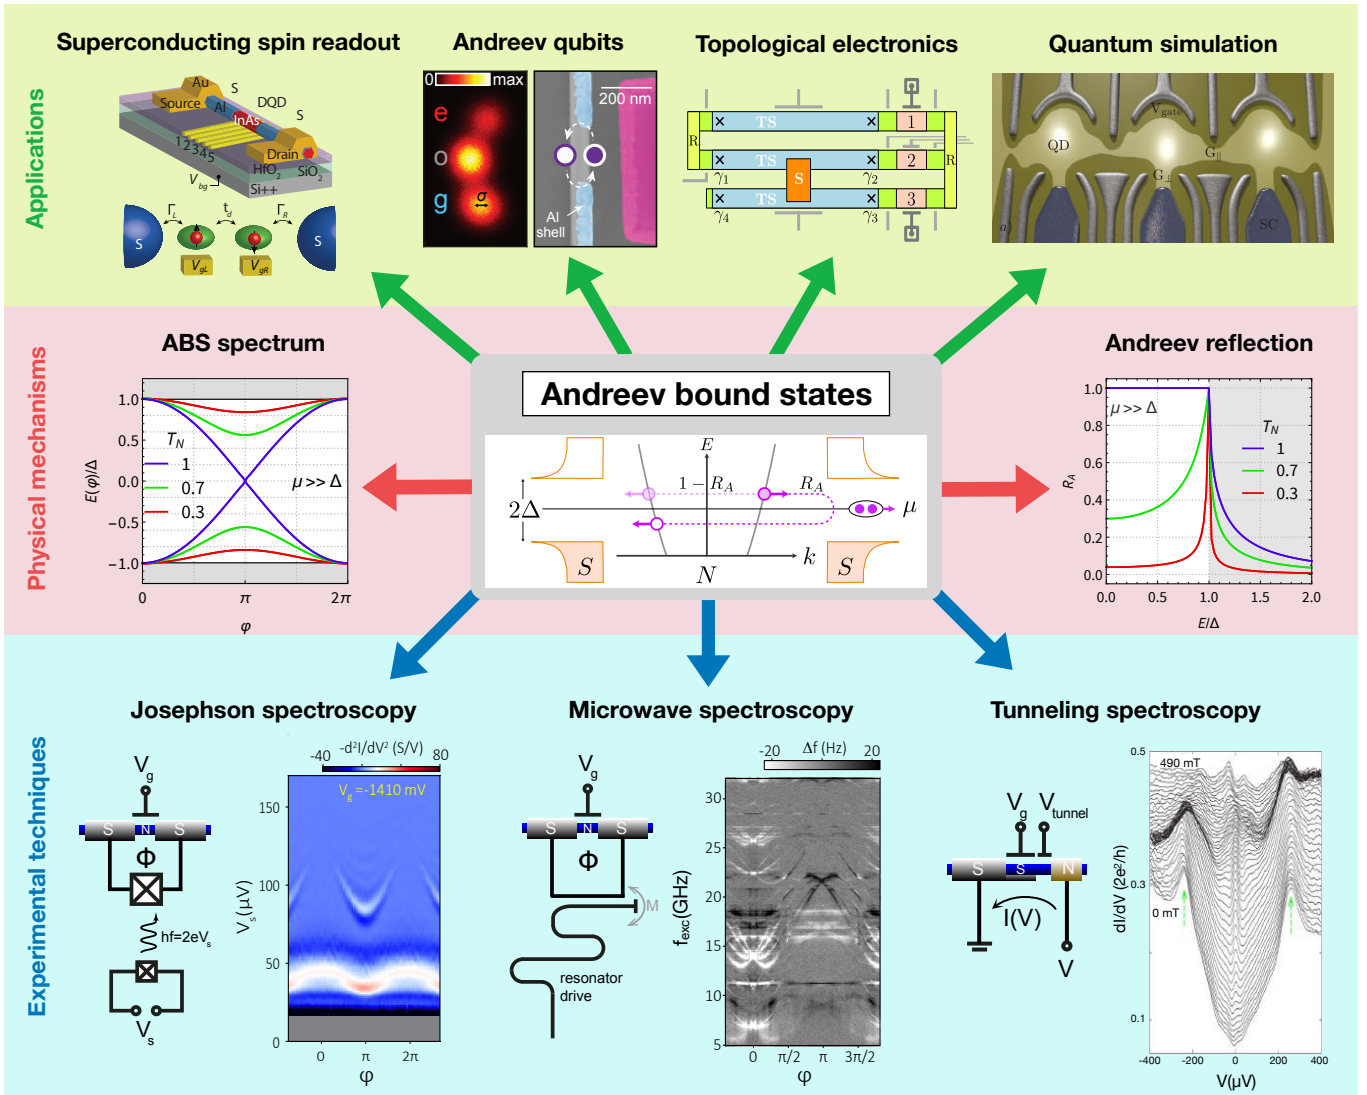 Applications
Superconducting spin readout
Au
S
Source
Al
DQD
InAs
S
1 2 3 4 5
Drain
HfO2
SiO2
Vbg
Si++
ΓL
td
ΓR
S
S
VgL
VgR
Andreev qubits
0 max
e
o
g
σ
200 nm
Al
shell
Topological electronics
R
TS
1
TS
2
R
γ1
γ2
S
TS
3
γ4
γ3
Quantum simulation
Vgate
QD
G||
G⊥
SC
a)
Physical mechanisms
ABS spectrum
E(φ)/Δ
1.0
0.5
0.0
−0.5
−1.0
TN
1
0.7
0.3
μ >> Δ
0 π 2π
φ
Andreev bound states
E
1 − RA
RA
2Δ
μ
S
N
k
S
Andreev reflection
RA
1.0
0.8
0.6
0.4
0.2
0.0
μ >> Δ
TN
1
0.7
0.3
0.0 0.5 1.0 1.5 2.0
E/Δ
Experimental techniques
Josephson spectroscopy
Vg
S N S
Φ
hf=2eVs
Vs
-d²I/dV² (S/V)
-40 80
Vg =-1410 mV
Vs (μV)
150
100
50
0
0 π 2π
φ
Microwave spectroscopy
Vg
S N S
Φ
M
resonator
drive
Δf (Hz)
-20 20
fexc(GHz)
30
25
20
15
10
5
0 π/2 π 3π/2
φ
Tunneling spectroscopy
Vg Vtunnel
S S N
I(V)
V
dI/dV (2e²/h)
0.5
0.3
0.1
490 mT
0 mT
-400 -200 0 200 400
V(μV)